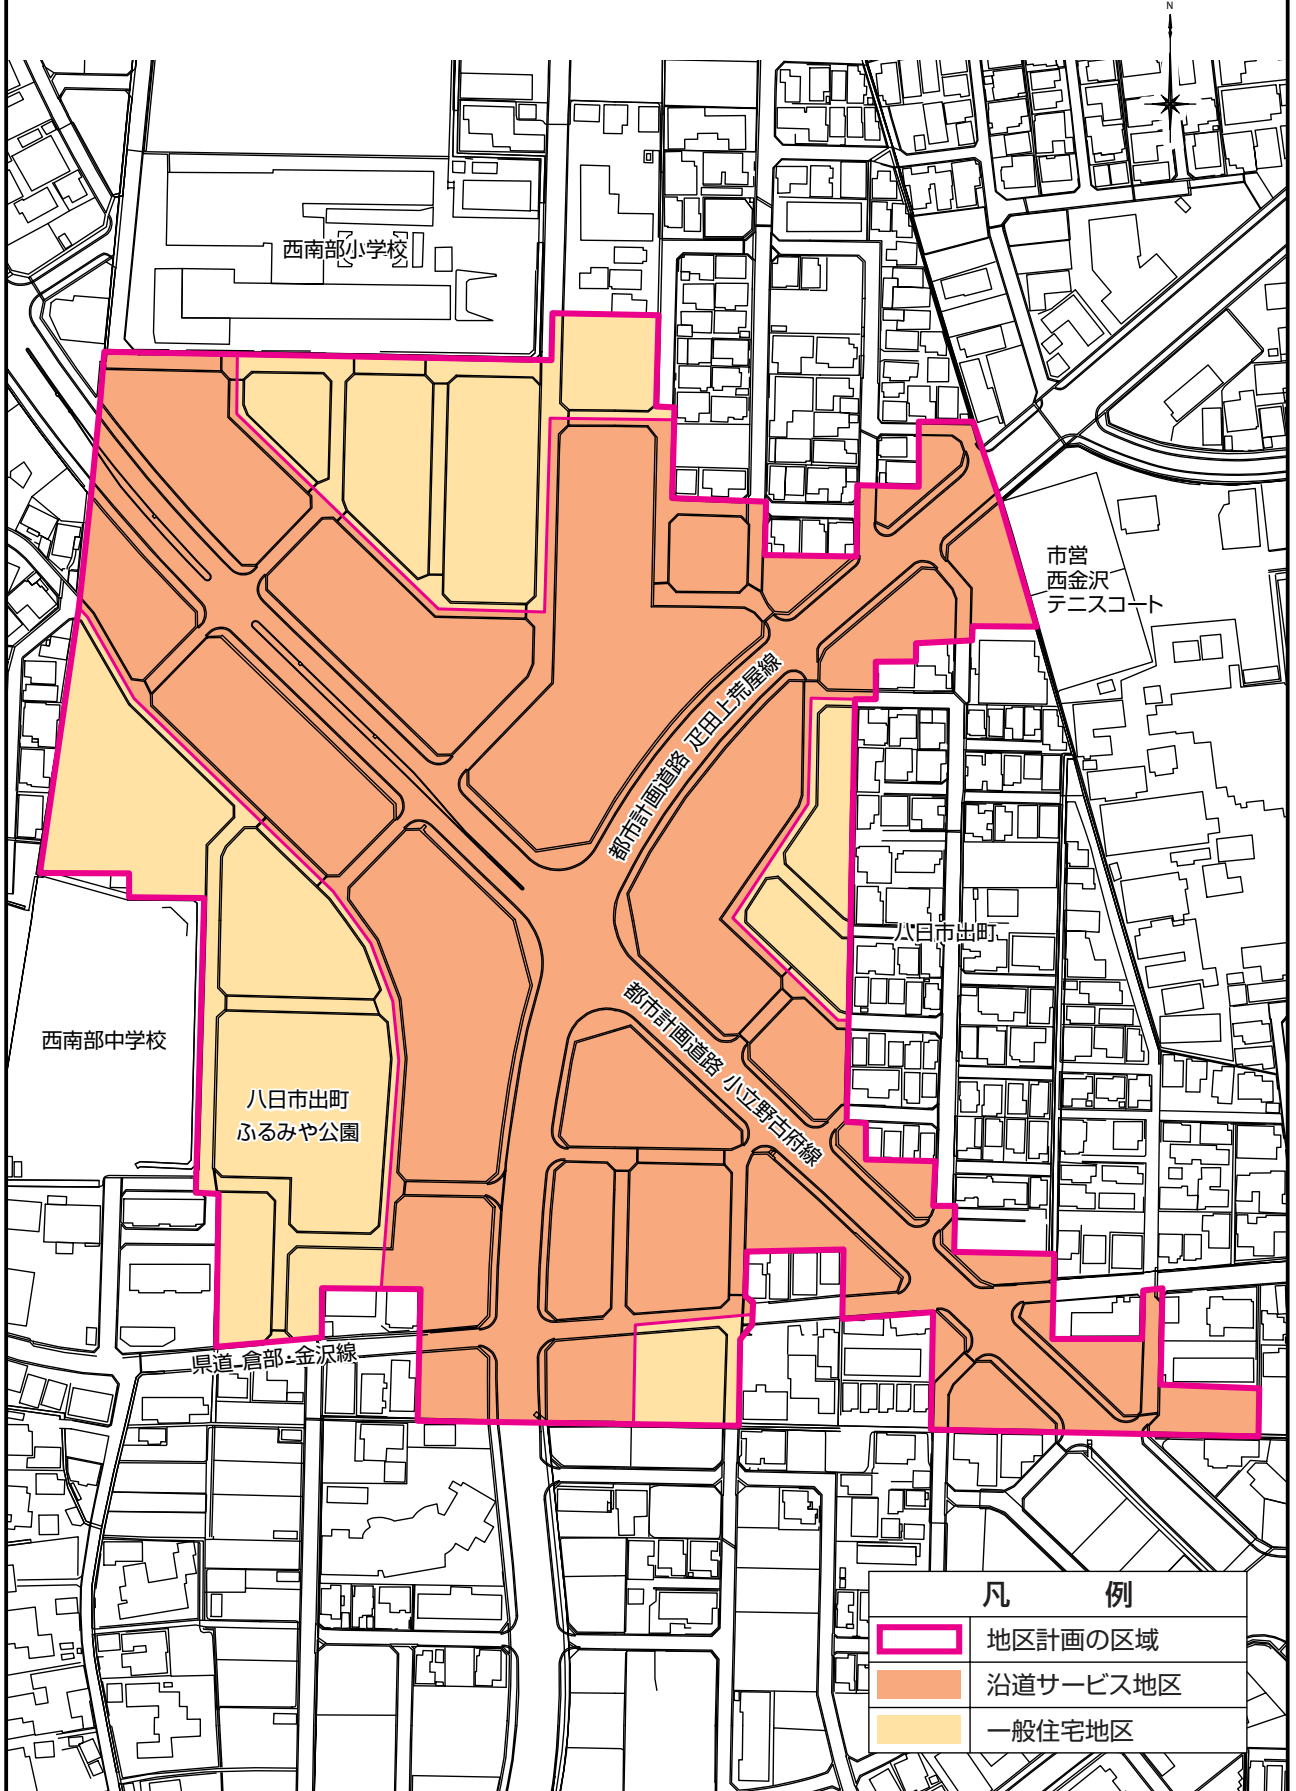 N
西南部小学校
市営
西金沢
テニスコート
都市計画道路 疋田上荒屋線
八日市出町
都市計画道路 小立野古府線
西南部中学校
八日市出町
ふるみや公園
県道 倉部・金沢線
凡 例
地区計画の区域
沿道サービス地区
一般住宅地区